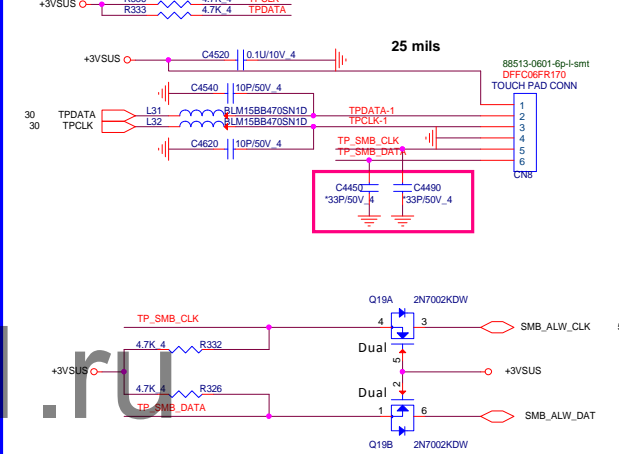 +3VSUS
4.7K_4
TPCLK
R333
4.7K_4
TPDATA
25 mils
+3VSUS
C4520
0.1U/10V_4
88513-0601-6p-l-smt
DFFC06FR170
TOUCH PAD CONN
C4540
10P/50V_4
30
TPDATA
L31
BLM15BB470SN1D
TPDATA-1
30
TPCLK
L32
BLM15BB470SN1D
TPCLK-1
1
2
3
4
5
6
CN8
TP_SMB_CLK
TP_SMB_DATA
C4620
10P/50V_4
C4450
*33P/50V_4
C4490
*33P/50V_4
Q19A
2N7002KDW
TP_SMB_CLK
4
3
SMB_ALW_CLK
4.7K_4
R332
Dual
5
+3VSUS
+3VSUS
2
Dual
4.7K_4
R326
TP_SMB_DATA
1
6
SMB_ALW_DAT
Q19B
2N7002KDW
.ru